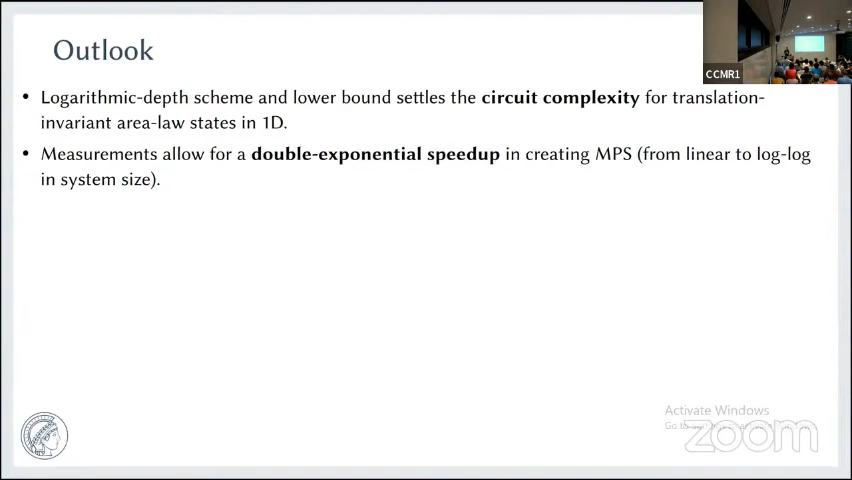 Outlook
CCMR1
• Logarithmic-depth scheme and lower bound settles the circuit complexity for translation-
invariant area-law states in 1D.
• Measurements allow for a double-exponential speedup in creating MPS (from linear to log-log
in system size).
Activate Windows
Go to
zoom